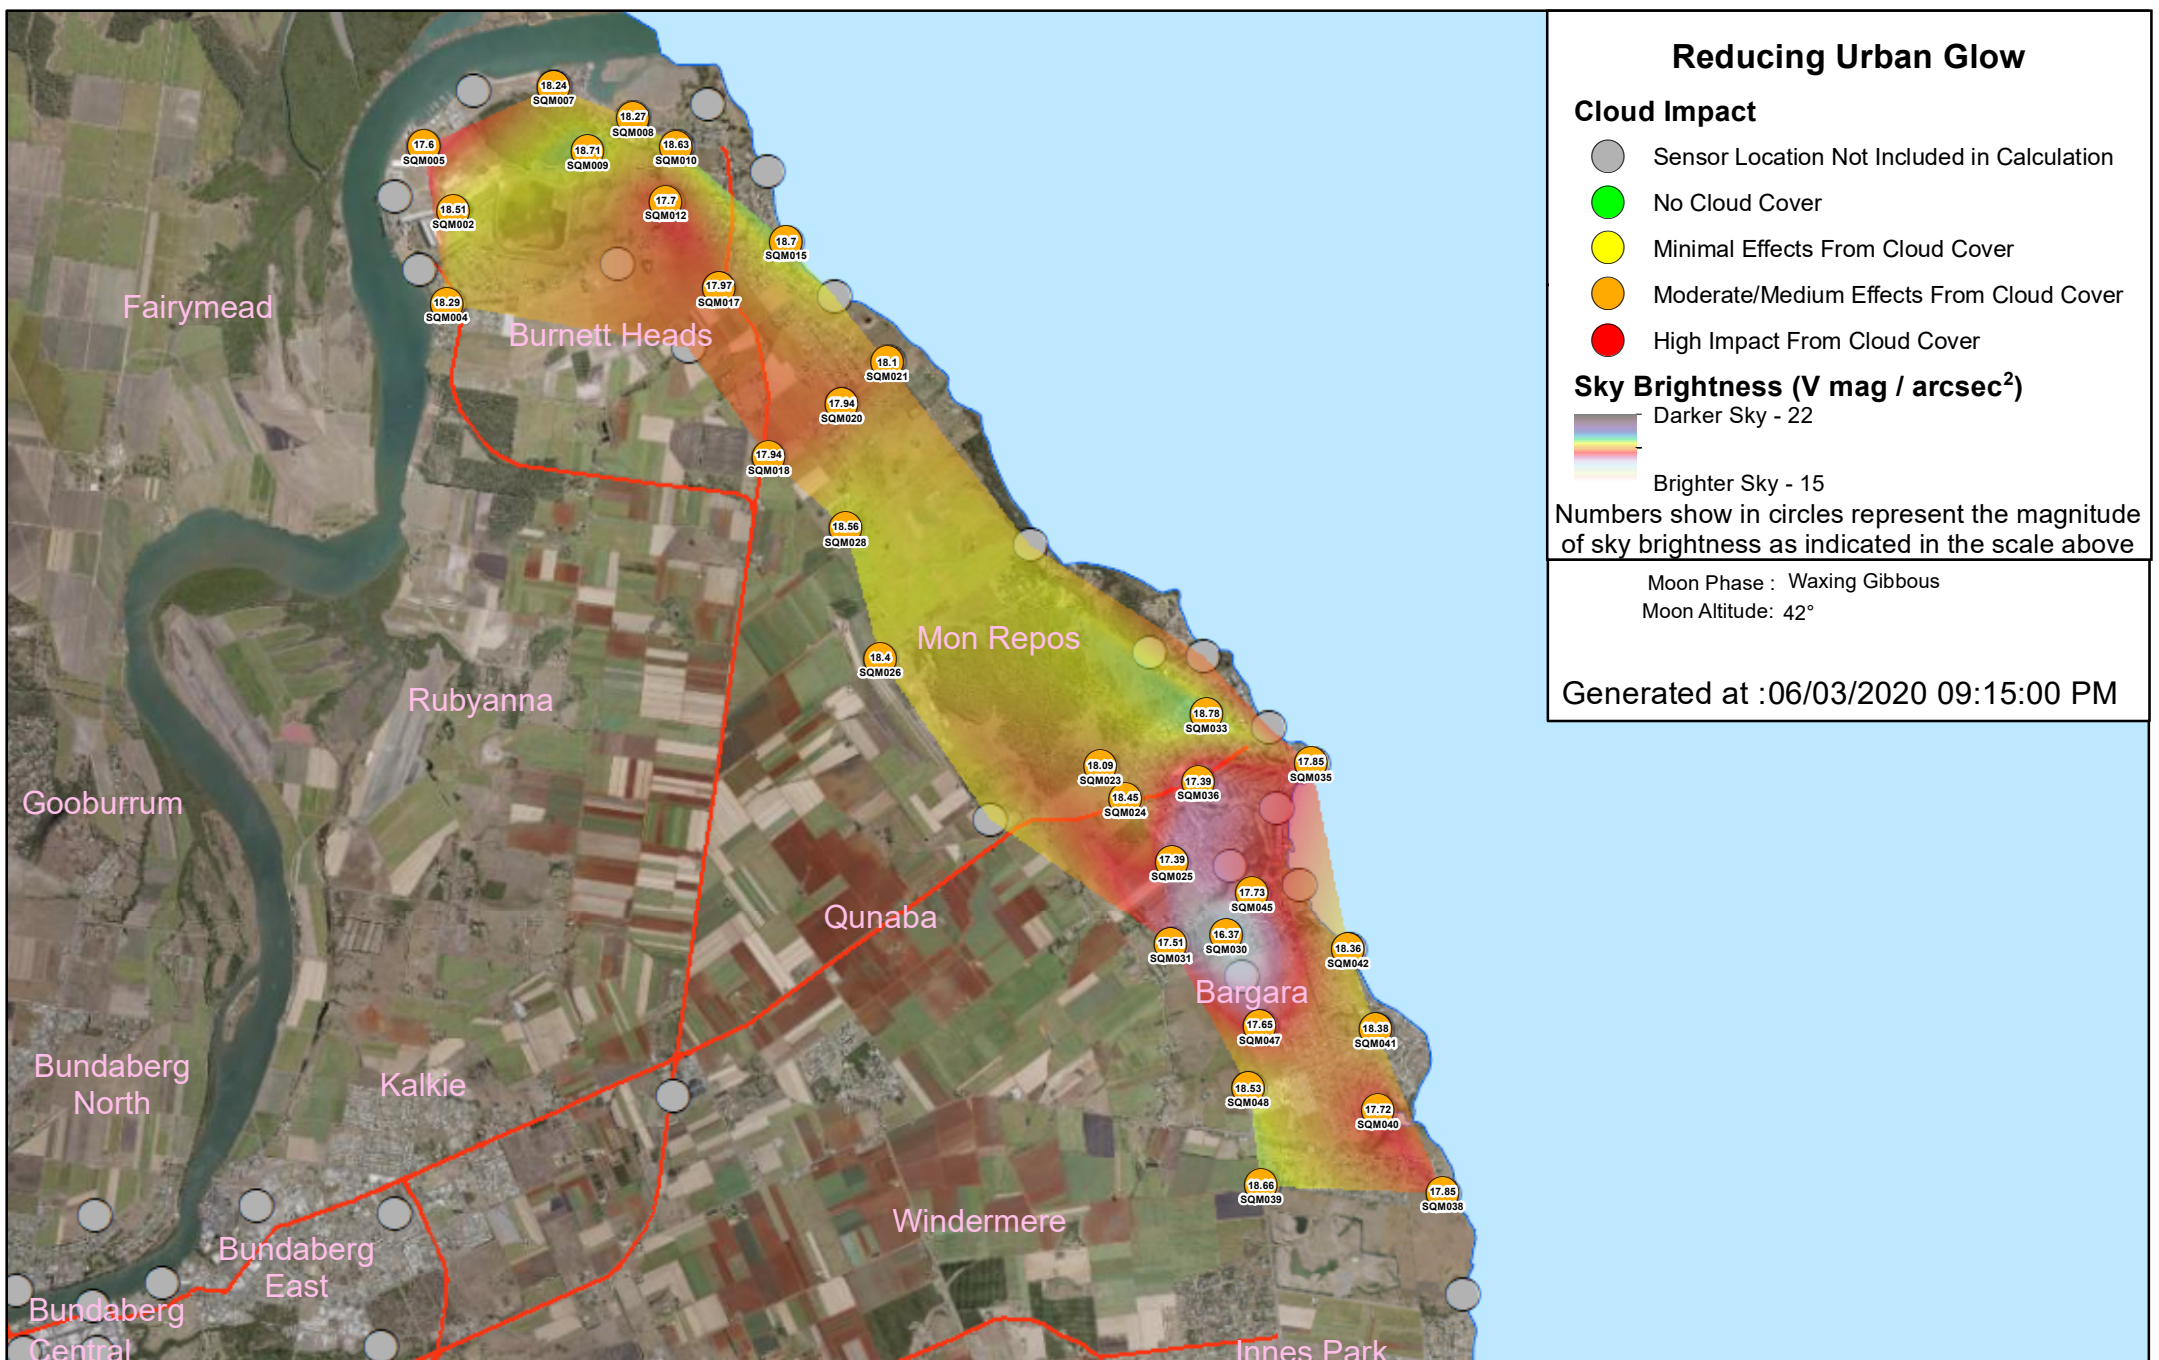 Reducing Urban Glow
Cloud Impact
Sensor Location Not Included in Calculation
No Cloud Cover
Minimal Effects From Cloud Cover
Moderate/Medium Effects From Cloud Cover
High Impact From Cloud Cover
Sky Brightness (V mag / arcsec²)
Darker Sky - 22
Brighter Sky - 15
Numbers show in circles represent the magnitude
of sky brightness as indicated in the scale above
Moon Phase : Waxing Gibbous
Moon Altitude: 42°
Generated at :06/03/2020 09:15:00 PM
18.24
SQM007
18.27
SQM008
17.6
SQM005
18.71
SQM009
18.63
SQM010
18.51
SQM002
17.7
SQM012
18.7
SQM015
18.29
SQM004
17.97
SQM017
Fairymead
Burnett Heads
18.1
SQM021
17.94
SQM020
17.94
SQM018
18.56
SQM028
Mon Repos
18.4
SQM026
Rubyanna
18.78
SQM033
18.09
SQM023
17.85
SQM035
17.39
SQM036
18.45
SQM024
Gooburrum
17.39
SQM025
17.73
SQM045
Qunaba
17.51
SQM031
16.37
SQM030
18.36
SQM042
Bargara
17.65
SQM047
18.38
SQM041
Bundaberg
North
Kalkie
18.53
SQM048
17.72
SQM040
18.66
SQM039
17.85
SQM038
Windermere
Bundaberg
East
Bundaberg
Central
Innes Park